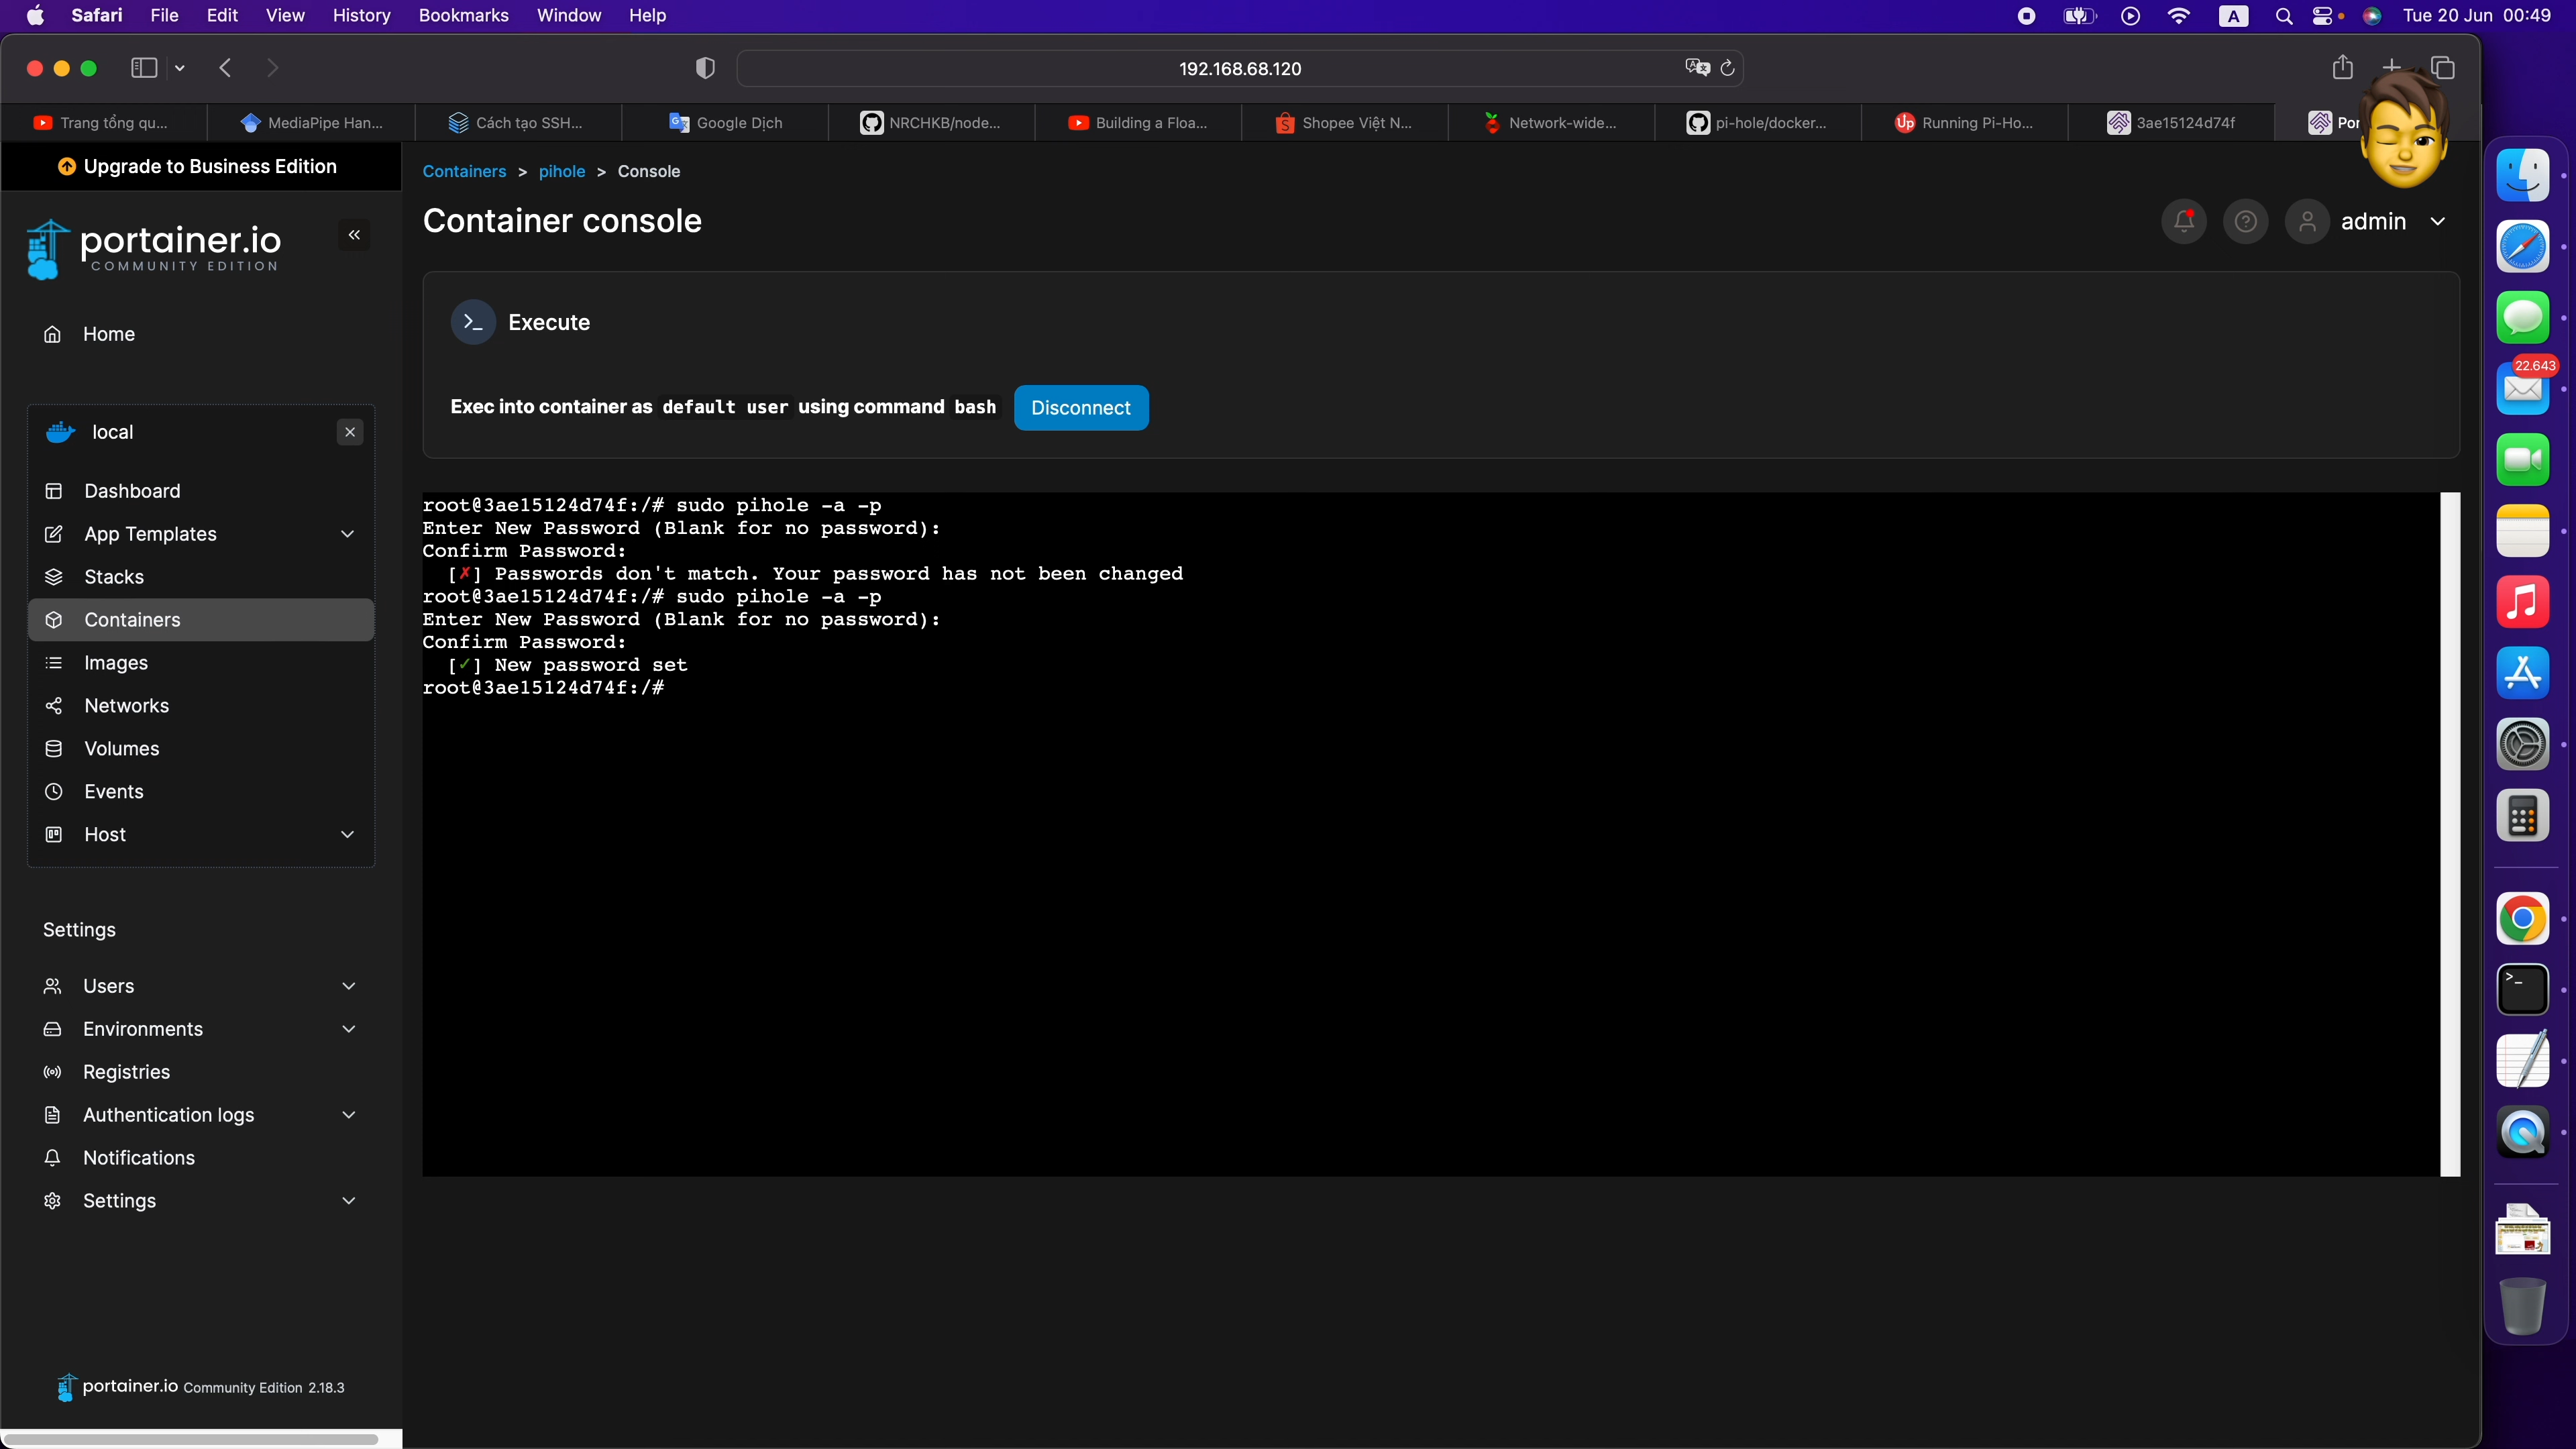 Safari File Edit View History Bookmarks Window Help A Tue 20 Jun 00:49
192.168.68.120
Trang tổng qu... MediaPipe Han... Cách tạo SSH... Google Dịch NRCHKB/node... Building a Floa... Shopee Việt N... Network-wide... pi-hole/docker... Running Pi-Ho... 3ae15124d74f Por
Upgrade to Business Edition
portainer.io
COMMUNITY EDITION
Home
local
Dashboard
App Templates
Stacks
Containers
Images
Networks
Volumes
Events
Host
Settings
Users
Environments
Registries
Authentication logs
Notifications
Settings
portainer.io Community Edition 2.18.3
Containers > pihole > Console
Container console
admin
Execute
Exec into container as default user using command bash Disconnect
root@3ae15124d74f:/# sudo pihole -a -p
Enter New Password (Blank for no password):
Confirm Password:
[✗] Passwords don't match. Your password has not been changed
root@3ae15124d74f:/# sudo pihole -a -p
Enter New Password (Blank for no password):
Confirm Password:
[✓] New password set
root@3ae15124d74f:/#
22.643